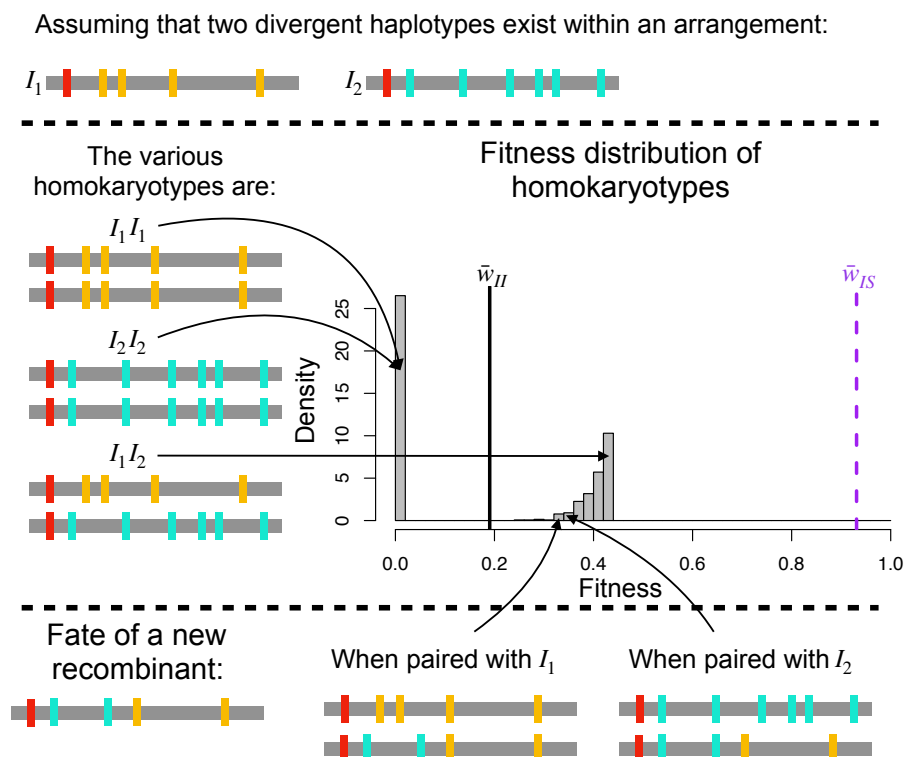 Assuming that two divergent haplotypes exist within an arrangement:
I₁ I₂
The various
homokaryotypes are:
Fitness distribution of
homokaryotypes
I₁I₁
I₂I₂
I₁I₂
w̄_II
w̄_IS
Density
0 5 10 15 20 25
0.0 0.2 0.4 0.6 0.8 1.0
Fitness
Fate of a new
recombinant:
When paired with I₁
When paired with I₂